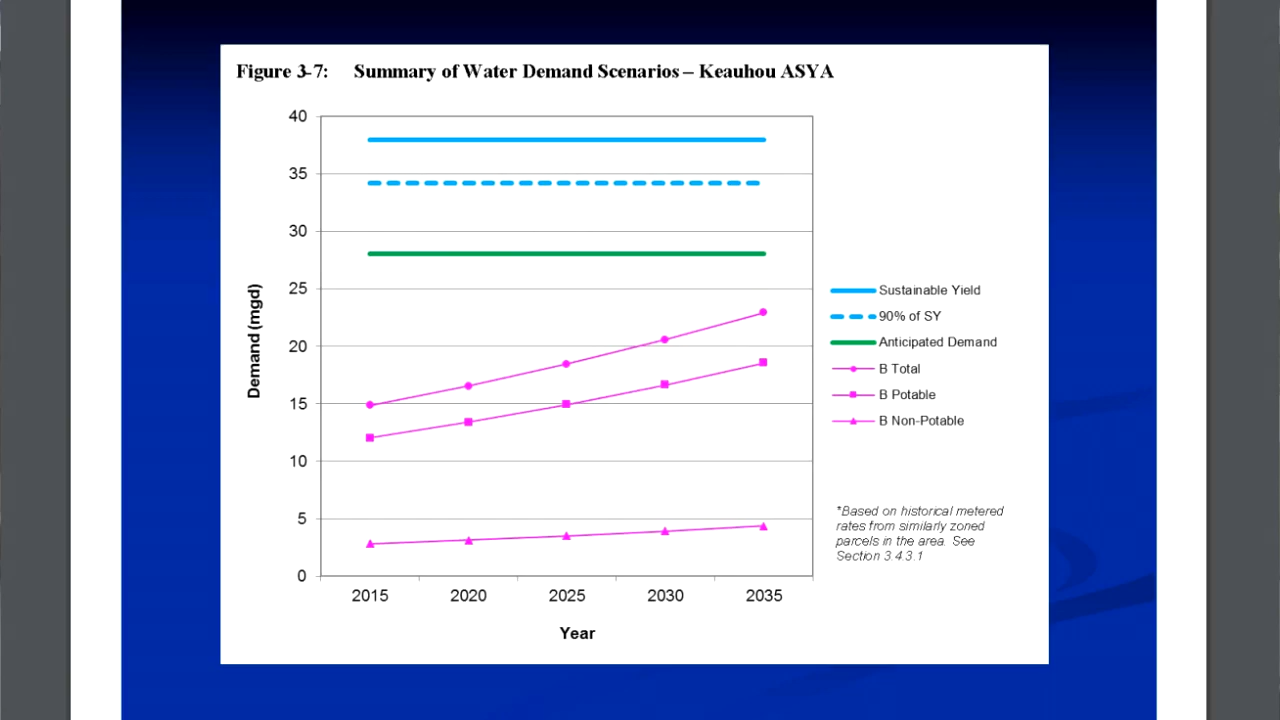 Figure 3-7: Summary of Water Demand Scenarios – Keauhou ASYA
40
35
30
25
20
15
10
5
0
Demand (mgd)
2015 2020 2025 2030 2035
Year
Sustainable Yield
90% of SY
Anticipated Demand
B Total
B Potable
B Non-Potable
*Based on historical metered
rates from similarly zoned
parcels in the area. See
Section 3.4.3.1